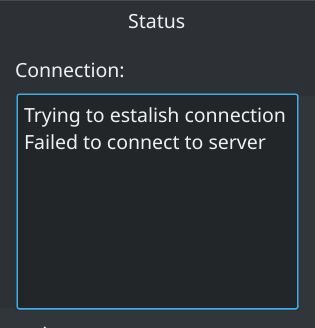 Status
Connection:
Trying to estalish connection
Failed to connect to server